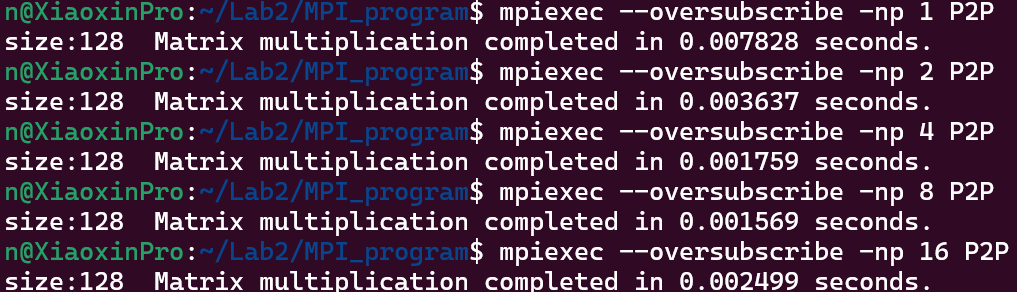 n@XiaoxinPro:~/Lab2/MPI_program$ mpiexec --oversubscribe -np 1 P2P
size:128  Matrix multiplication completed in 0.007828 seconds.
n@XiaoxinPro:~/Lab2/MPI_program$ mpiexec --oversubscribe -np 2 P2P
size:128  Matrix multiplication completed in 0.003637 seconds.
n@XiaoxinPro:~/Lab2/MPI_program$ mpiexec --oversubscribe -np 4 P2P
size:128  Matrix multiplication completed in 0.001759 seconds.
n@XiaoxinPro:~/Lab2/MPI_program$ mpiexec --oversubscribe -np 8 P2P
size:128  Matrix multiplication completed in 0.001569 seconds.
n@XiaoxinPro:~/Lab2/MPI_program$ mpiexec --oversubscribe -np 16 P2P
size:128  Matrix multiplication completed in 0.002499 seconds.